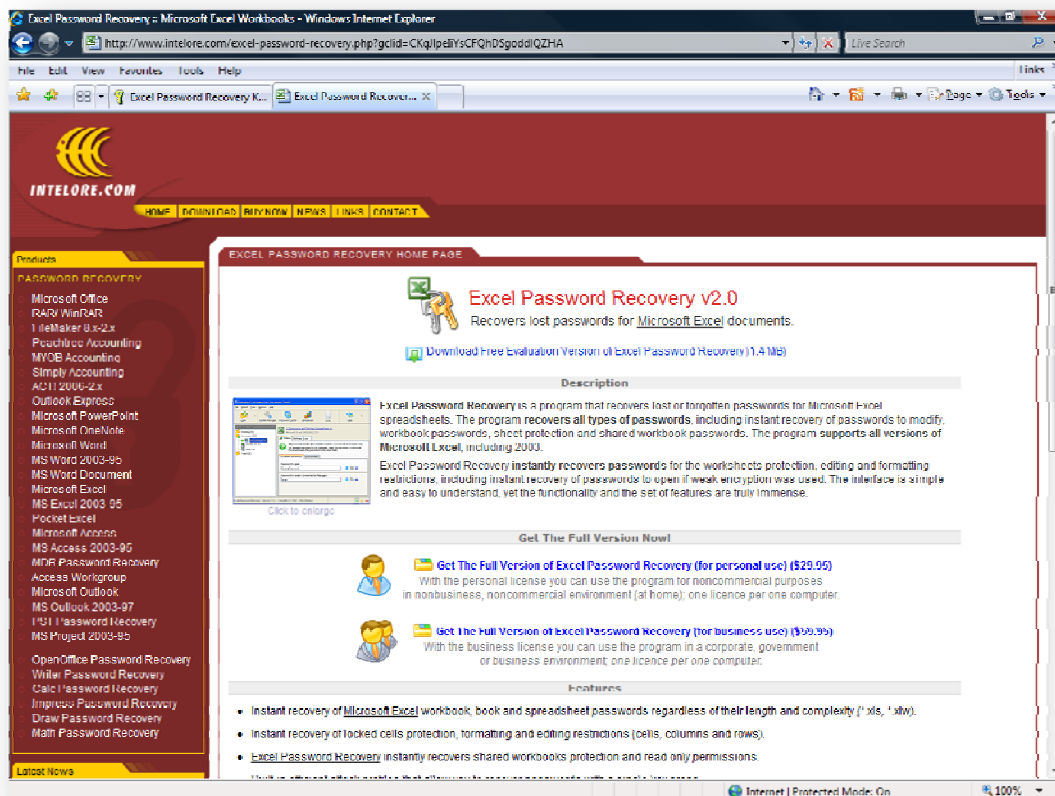 Excel Password Recovery :: Microsoft Excel Workbooks - Windows Internet Explorer
Live Search
File Edit View Favorites Tools Help
Links
Excel Password Recovery K...
Excel Password Recover...
Page
Tools
INTELORE.COM
HOME DOWNLOAD BUY NOW NEWS LINKS CONTACT
Products
PASSWORD RECOVERY
Microsoft Office
RAR/ WinRAR
FileMaker 8.x-2.x
Peachtree Accounting
MYOB Accounting
Simply Accounting
ACT! 2006-2.x
Outlook Express
Microsoft PowerPoint
Microsoft OneNote
Microsoft Word
MS Word 2003-95
MS Word Document
Microsoft Excel
MS Excel 2003-95
Pocket Excel
Microsoft Access
MS Access 2003-95
MDB Password Recovery
Access Workgroup
Microsoft Outlook
MS Outlook 2003-97
PST Password Recovery
MS Project 2003-95
OpenOffice Password Recovery
Writer Password Recovery
Calc Password Recovery
Impress Password Recovery
Draw Password Recovery
Math Password Recovery
Latest News
EXCEL PASSWORD RECOVERY HOME PAGE
Excel Password Recovery v2.0
Recovers lost passwords for Microsoft Excel documents.
Download Free Evaluation Version of Excel Password Recovery (1.4 MB)
Description
Excel Password Recovery is a program that recovers lost or forgotten passwords for Microsoft Excel
spreadsheets. The program recovers all types of passwords, including instant recovery of passwords to modify,
workbook passwords, sheet protection and shared workbook passwords. The program supports all versions of
Microsoft Excel, including 2003.
Excel Password Recovery instantly recovers passwords for the worksheets protection, editing and formatting
restrictions, including instant recovery of passwords to open if weak encryption was used. The interface is simple
and easy to understand, yet the functionality and the set of features are truly immense.
Click to enlarge
Get The Full Version Now!
Get The Full Version of Excel Password Recovery (for personal use) ($29.95)
With the personal license you can use the program for noncommercial purposes
in nonbusiness, noncommercial environment (at home); one licence per one computer.
Get The Full Version of Excel Password Recovery (for business use) ($59.95)
With the business license you can use the program in a corporate, government
or business environment; one licence per one computer.
Features
• Instant recovery of Microsoft Excel workbook, book and spreadsheet passwords regardless of their length and complexity (*.xls, *.xlw).
• Instant recovery of locked cells protection, formatting and editing restrictions (cells, columns and rows).
• Excel Password Recovery instantly recovers shared workbooks protection and read only permissions.
Internet | Protected Mode: On
100%